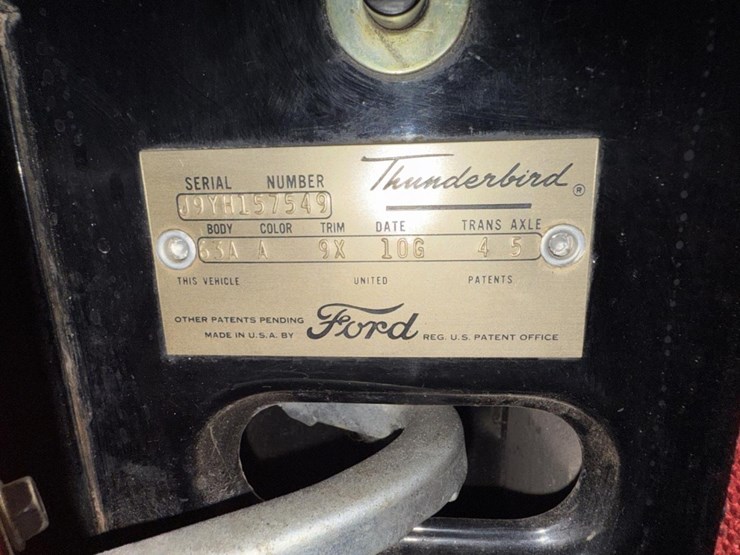 SERIAL NUMBER
Thunderbird®
J9YH157549
BODY COLOR TRIM DATE TRANS AXLE
63A A 9X 10G 4 5
THIS VEHICLE UNITED PATENTS
OTHER PATENTS PENDING
MADE IN U.S.A. BY Ford REG. U.S. PATENT OFFICE